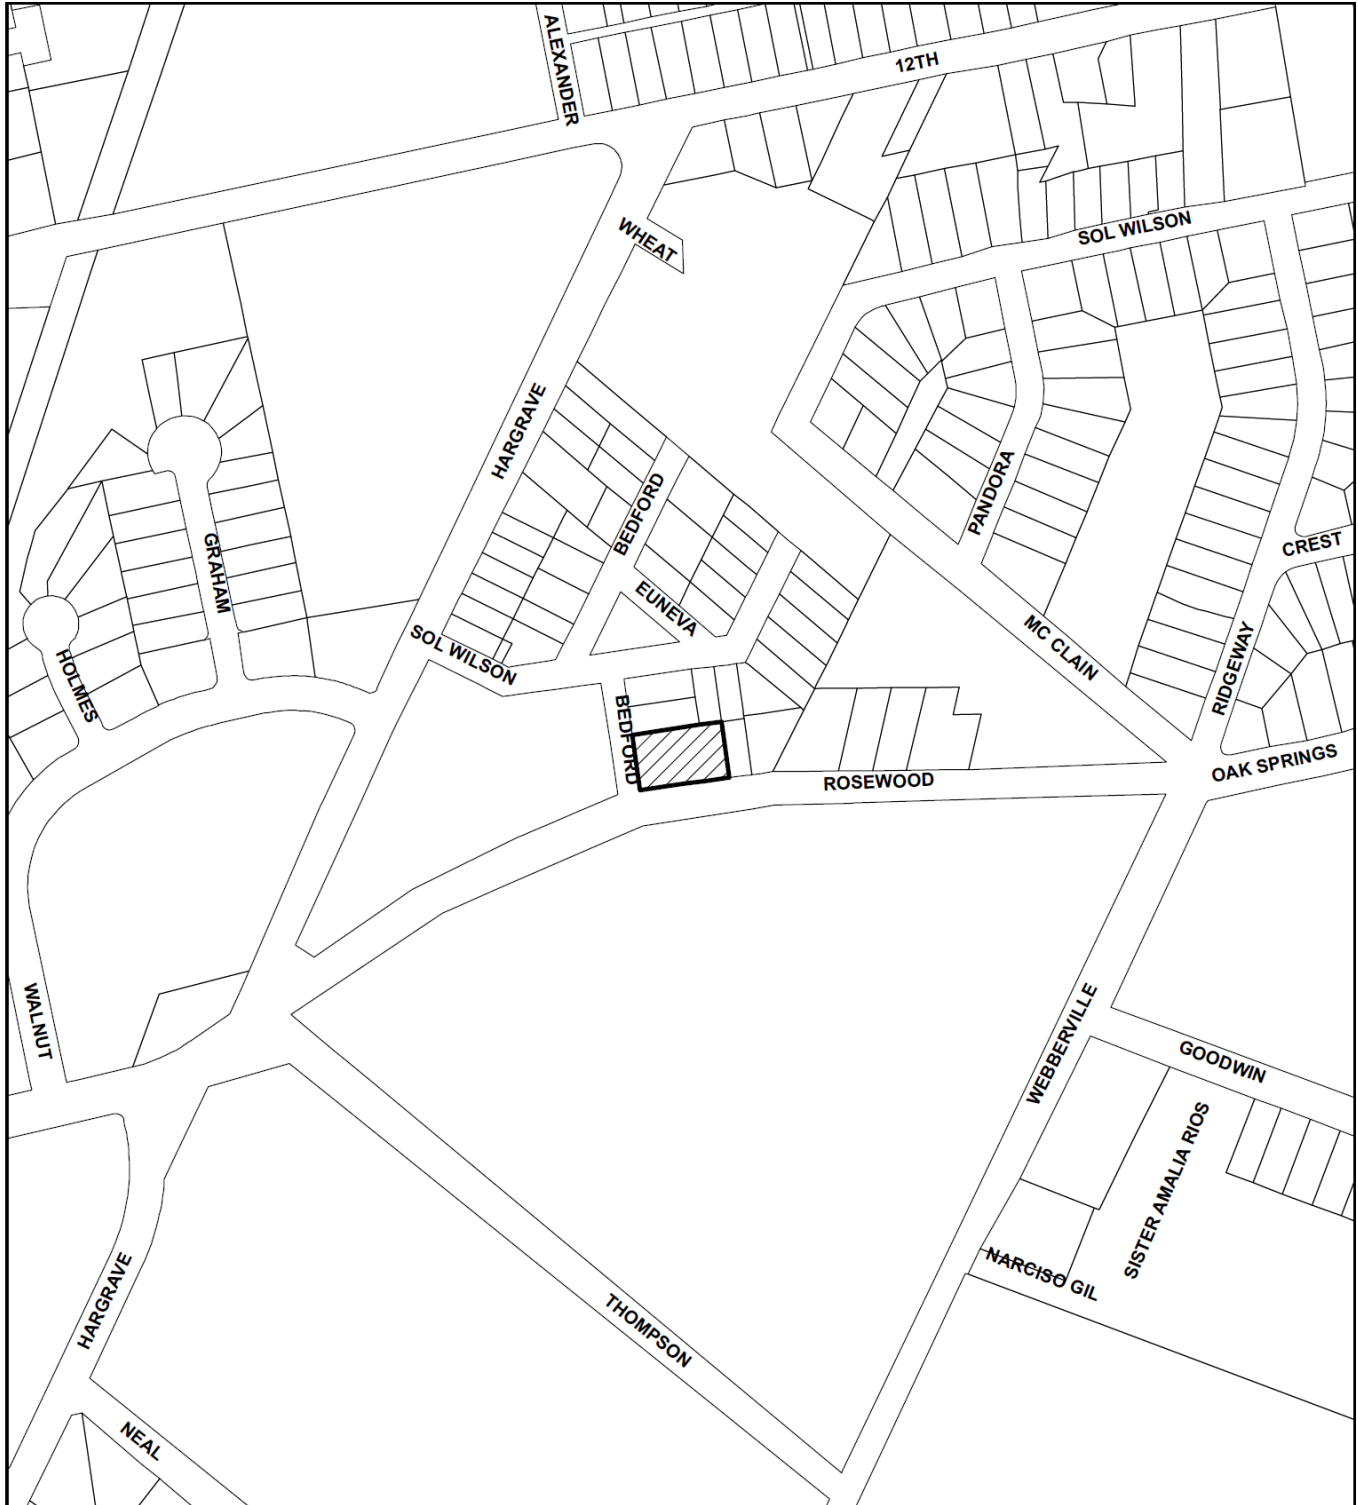 ALEXANDER
12TH
WHEAT
SOL WILSON
HARGRAVE
BEDFORD
PANDORA
GRAHAM
CREST
EUNEVA
SOL WILSON
MC CLAIN
HOLMES
RIDGEWAY
BEDFORD
OAK SPRINGS
ROSEWOOD
WALNUT
WEBBERVILLE
GOODWIN
SISTER AMALIA RIOS
HARGRAVE
NARCISO GIL
THOMPSON
NEAL